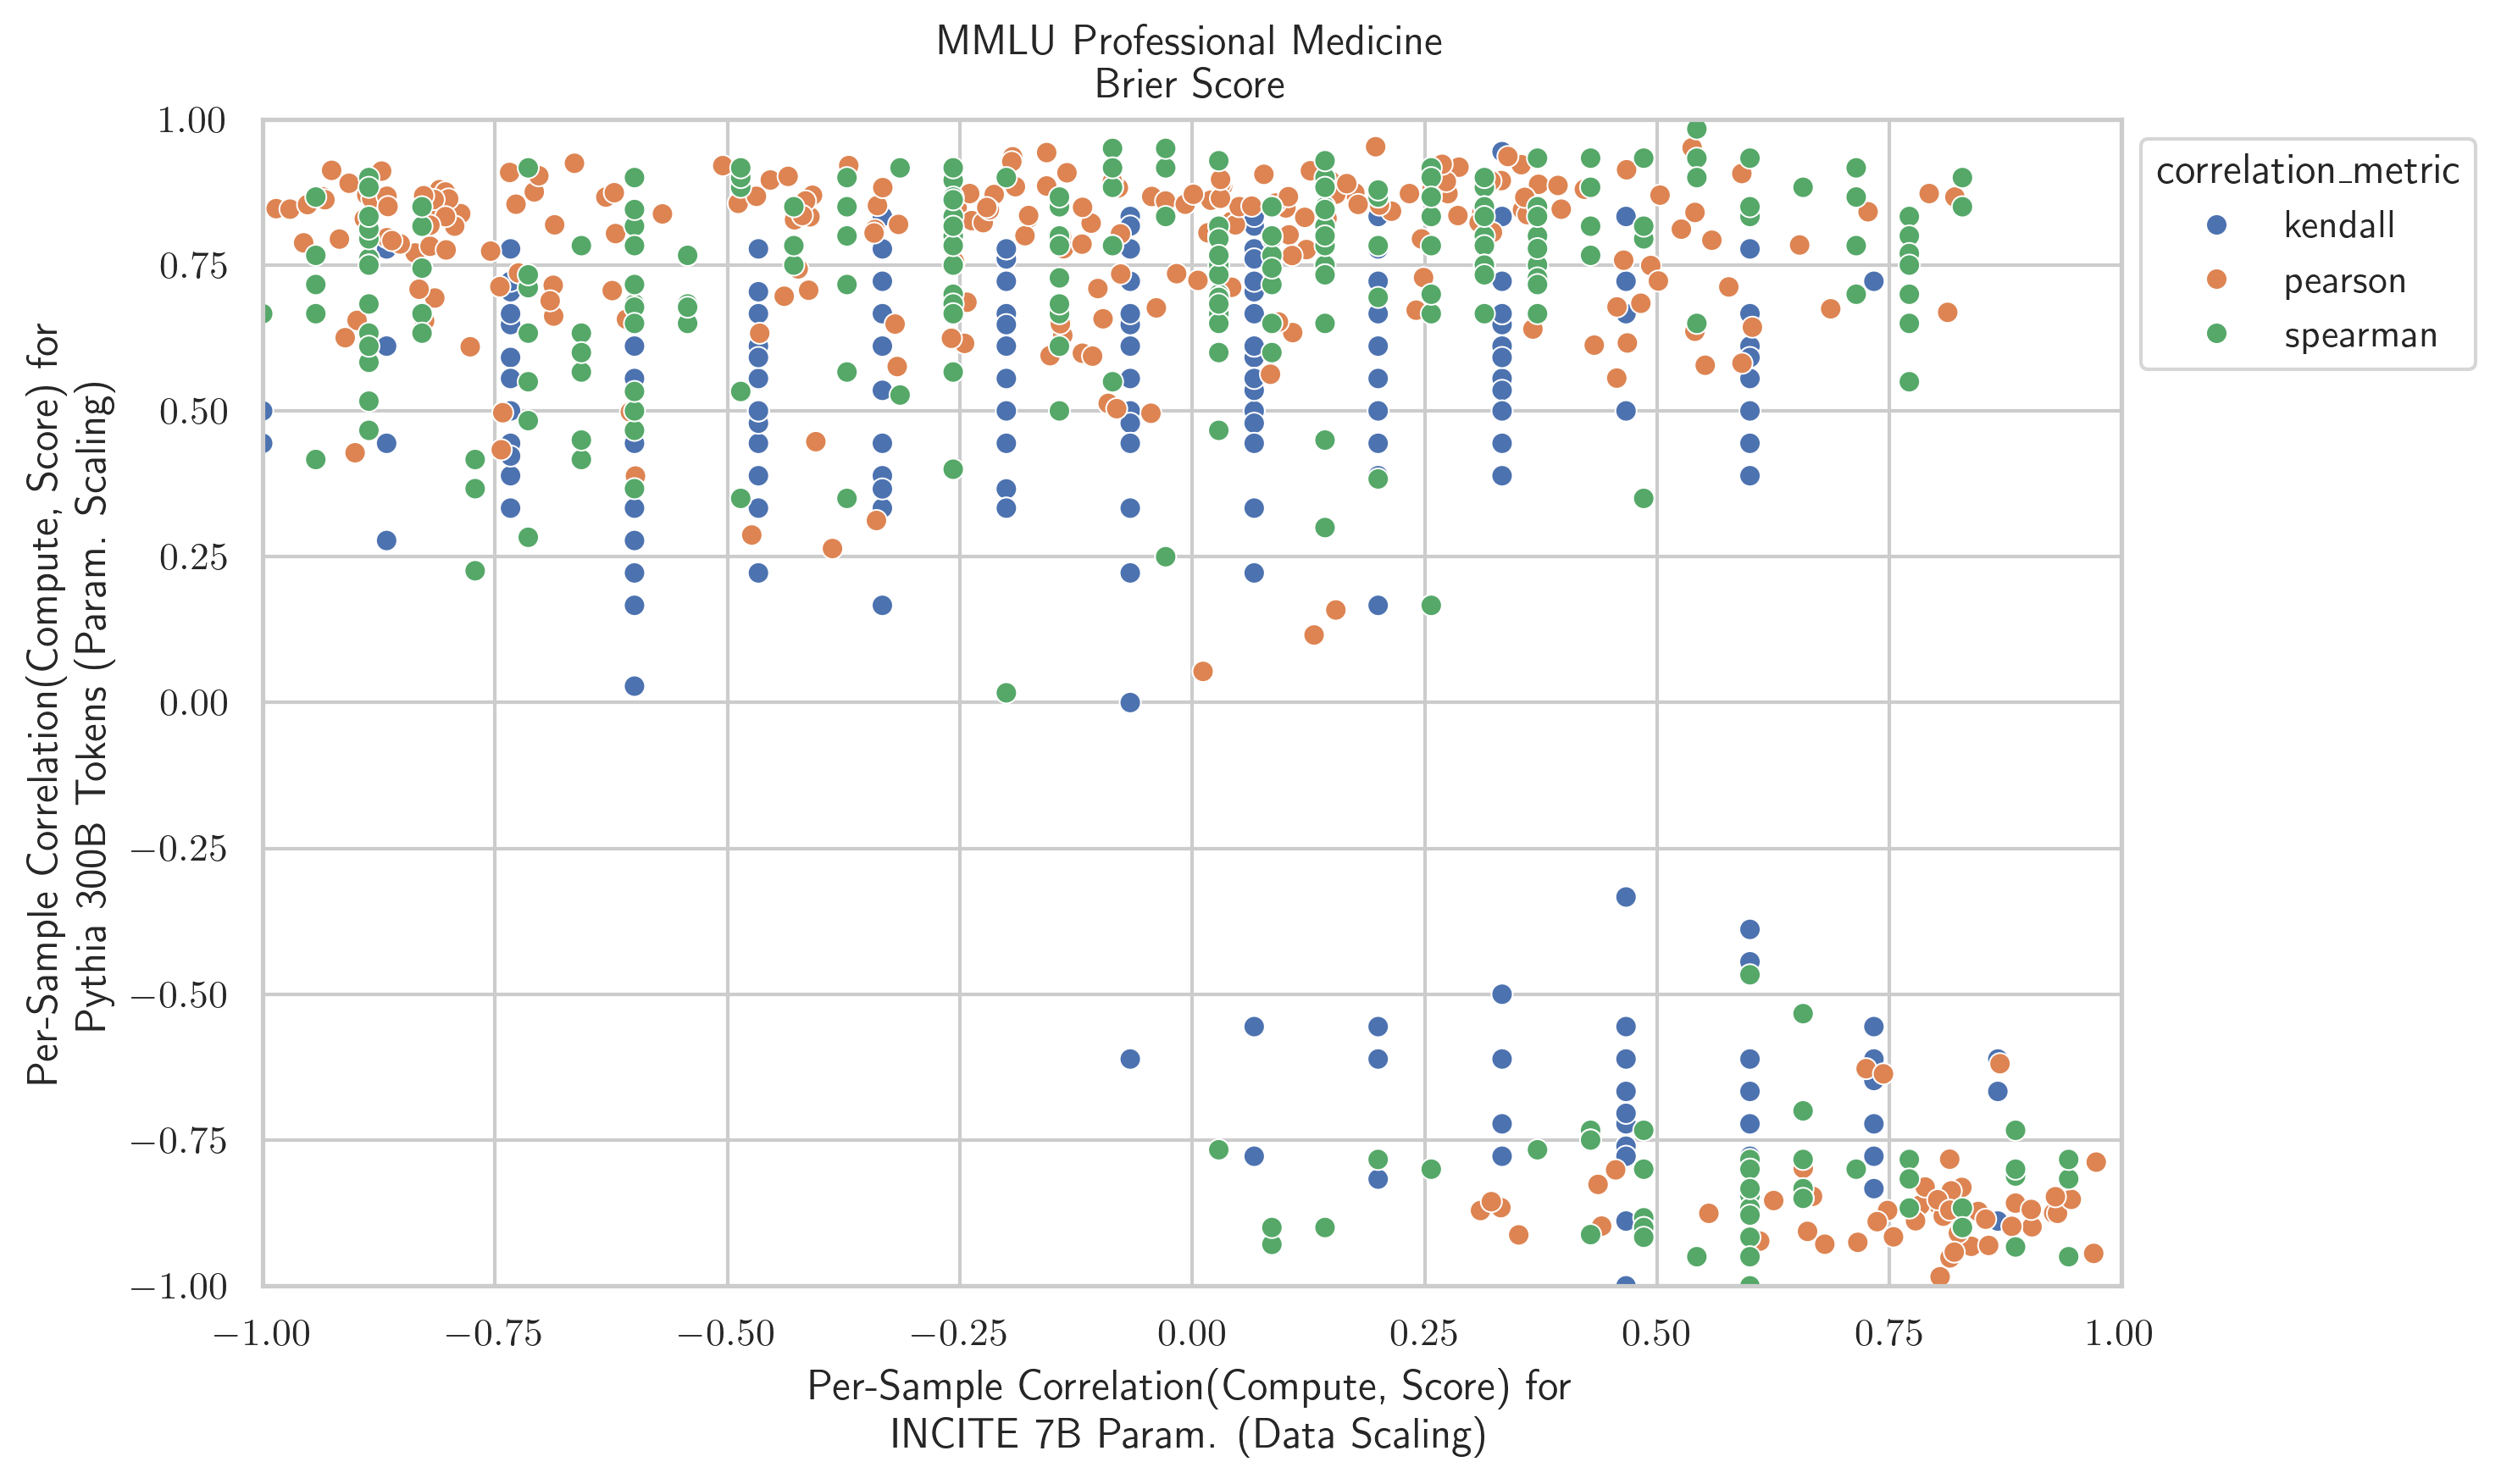 MMLU Professional Medicine
Brier Score
Per-Sample Correlation(Compute, Score) for
Pythia 300B Tokens (Param. Scaling)
1.00
0.75
0.50
0.25
0.00
−0.25
−0.50
−0.75
−1.00
−1.00 −0.75 −0.50 −0.25 0.00 0.25 0.50 0.75 1.00
Per-Sample Correlation(Compute, Score) for
INCITE 7B Param. (Data Scaling)
correlation_metric
kendall
pearson
spearman